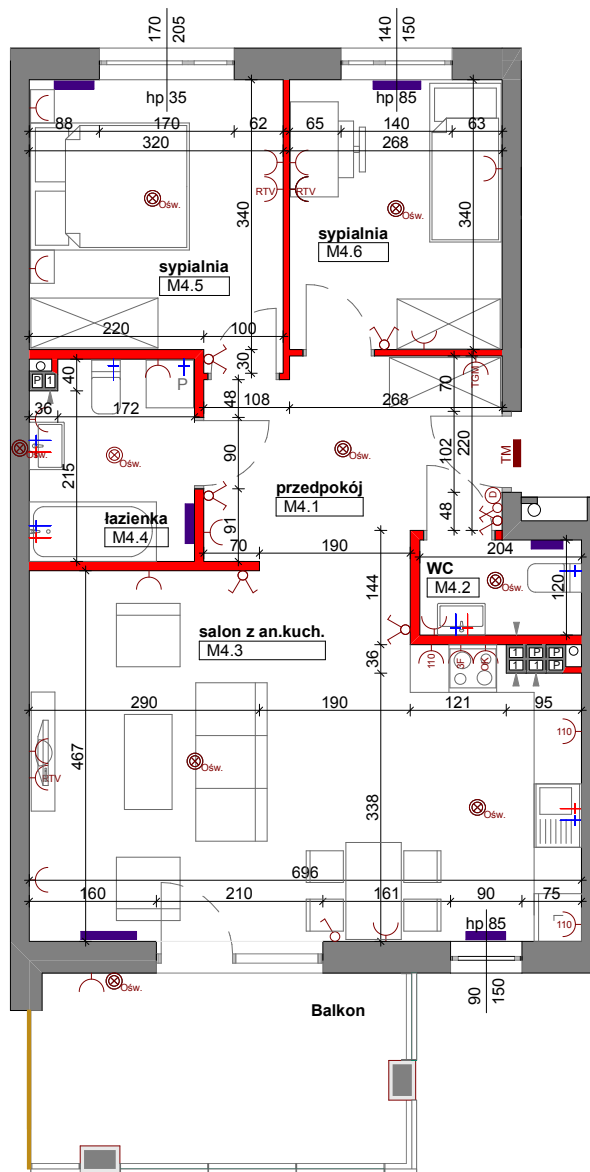 170
205
140
150
hp 35
hp 85
88
170
62
65
140
63
320
268
RTV
RTV
Ośw.
Ośw.
340
340
sypialnia
M4.5
sypialnia
M4.6
220
100
30
40
P
P
1
48
108
268
70
TGM
36
172
Ośw.
Ośw.
90
Ośw.
102
220
TM
215
przedpokój
M4.1
48
D
łazienka
M4.4
91
70
190
204
WC
M4.2
Ośw.
120
144
salon z an.kuch.
M4.3
36
110
3F
OK
1
P
P
1
1
P
290
190
121
95
110
467
RTV
Ośw.
Ośw.
338
696
160
210
161
90
75
hp 85
110
Ośw.
90
150
Balkon